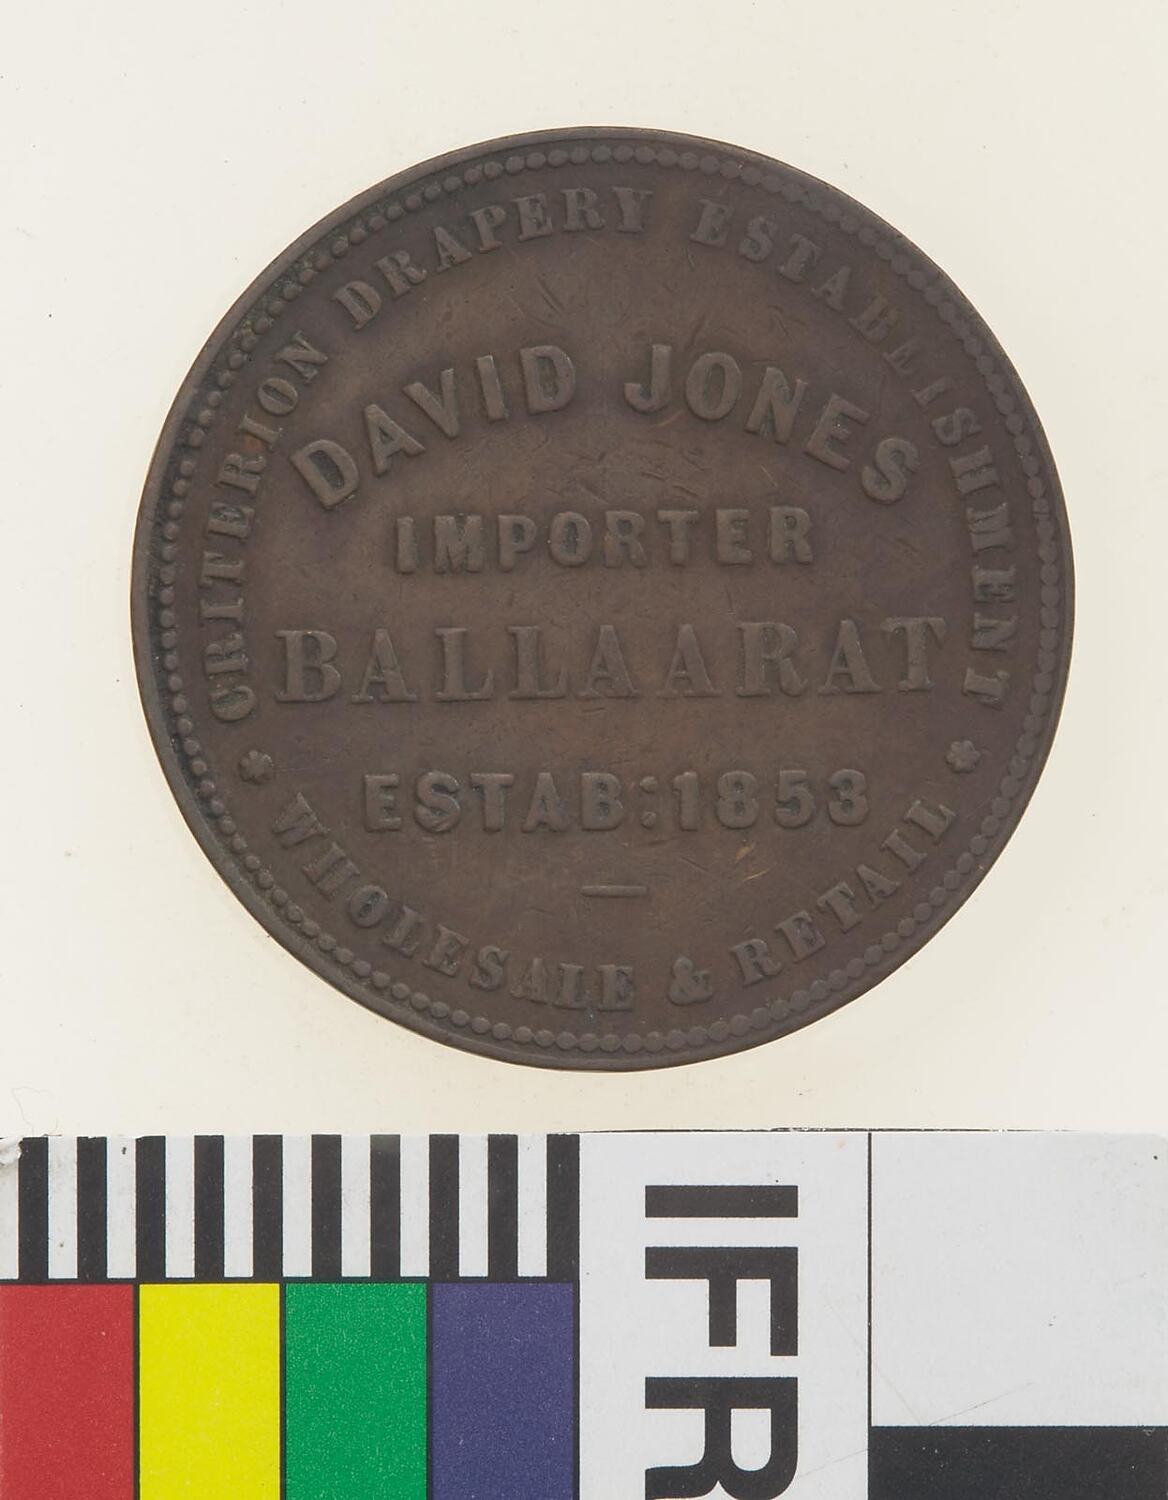 CRITERION DRAPERY ESTABLISHMENT
DAVID JONES
IMPORTER
BALLAARAT
ESTAB: 1853
WHOLESALE & RETAIL
IFR